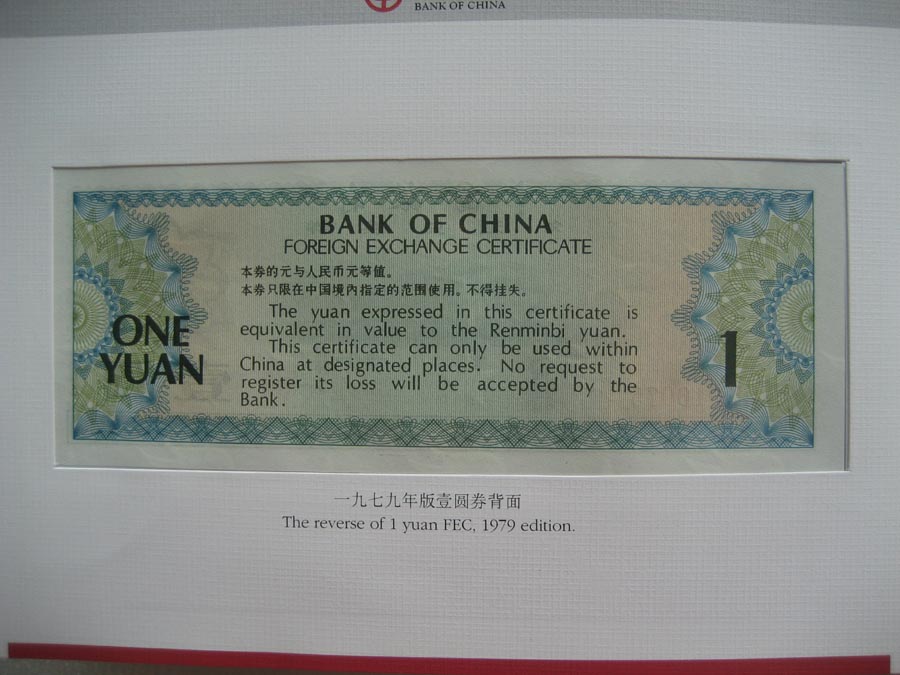 BANK OF CHINA
BANK OF CHINA
FOREIGN EXCHANGE CERTIFICATE
本券的元与人民币元等值。
本券只限在中国境内指定的范围使用。不得挂失。
The yuan expressed in this certificate is
equivalent in value to the Renminbi yuan.
This certificate can only be used within
China at designated places. No request to
register its loss will be accepted by the
Bank.
ONE
YUAN
1
一九七九年版壹圆券背面
The reverse of 1 yuan FEC, 1979 edition.